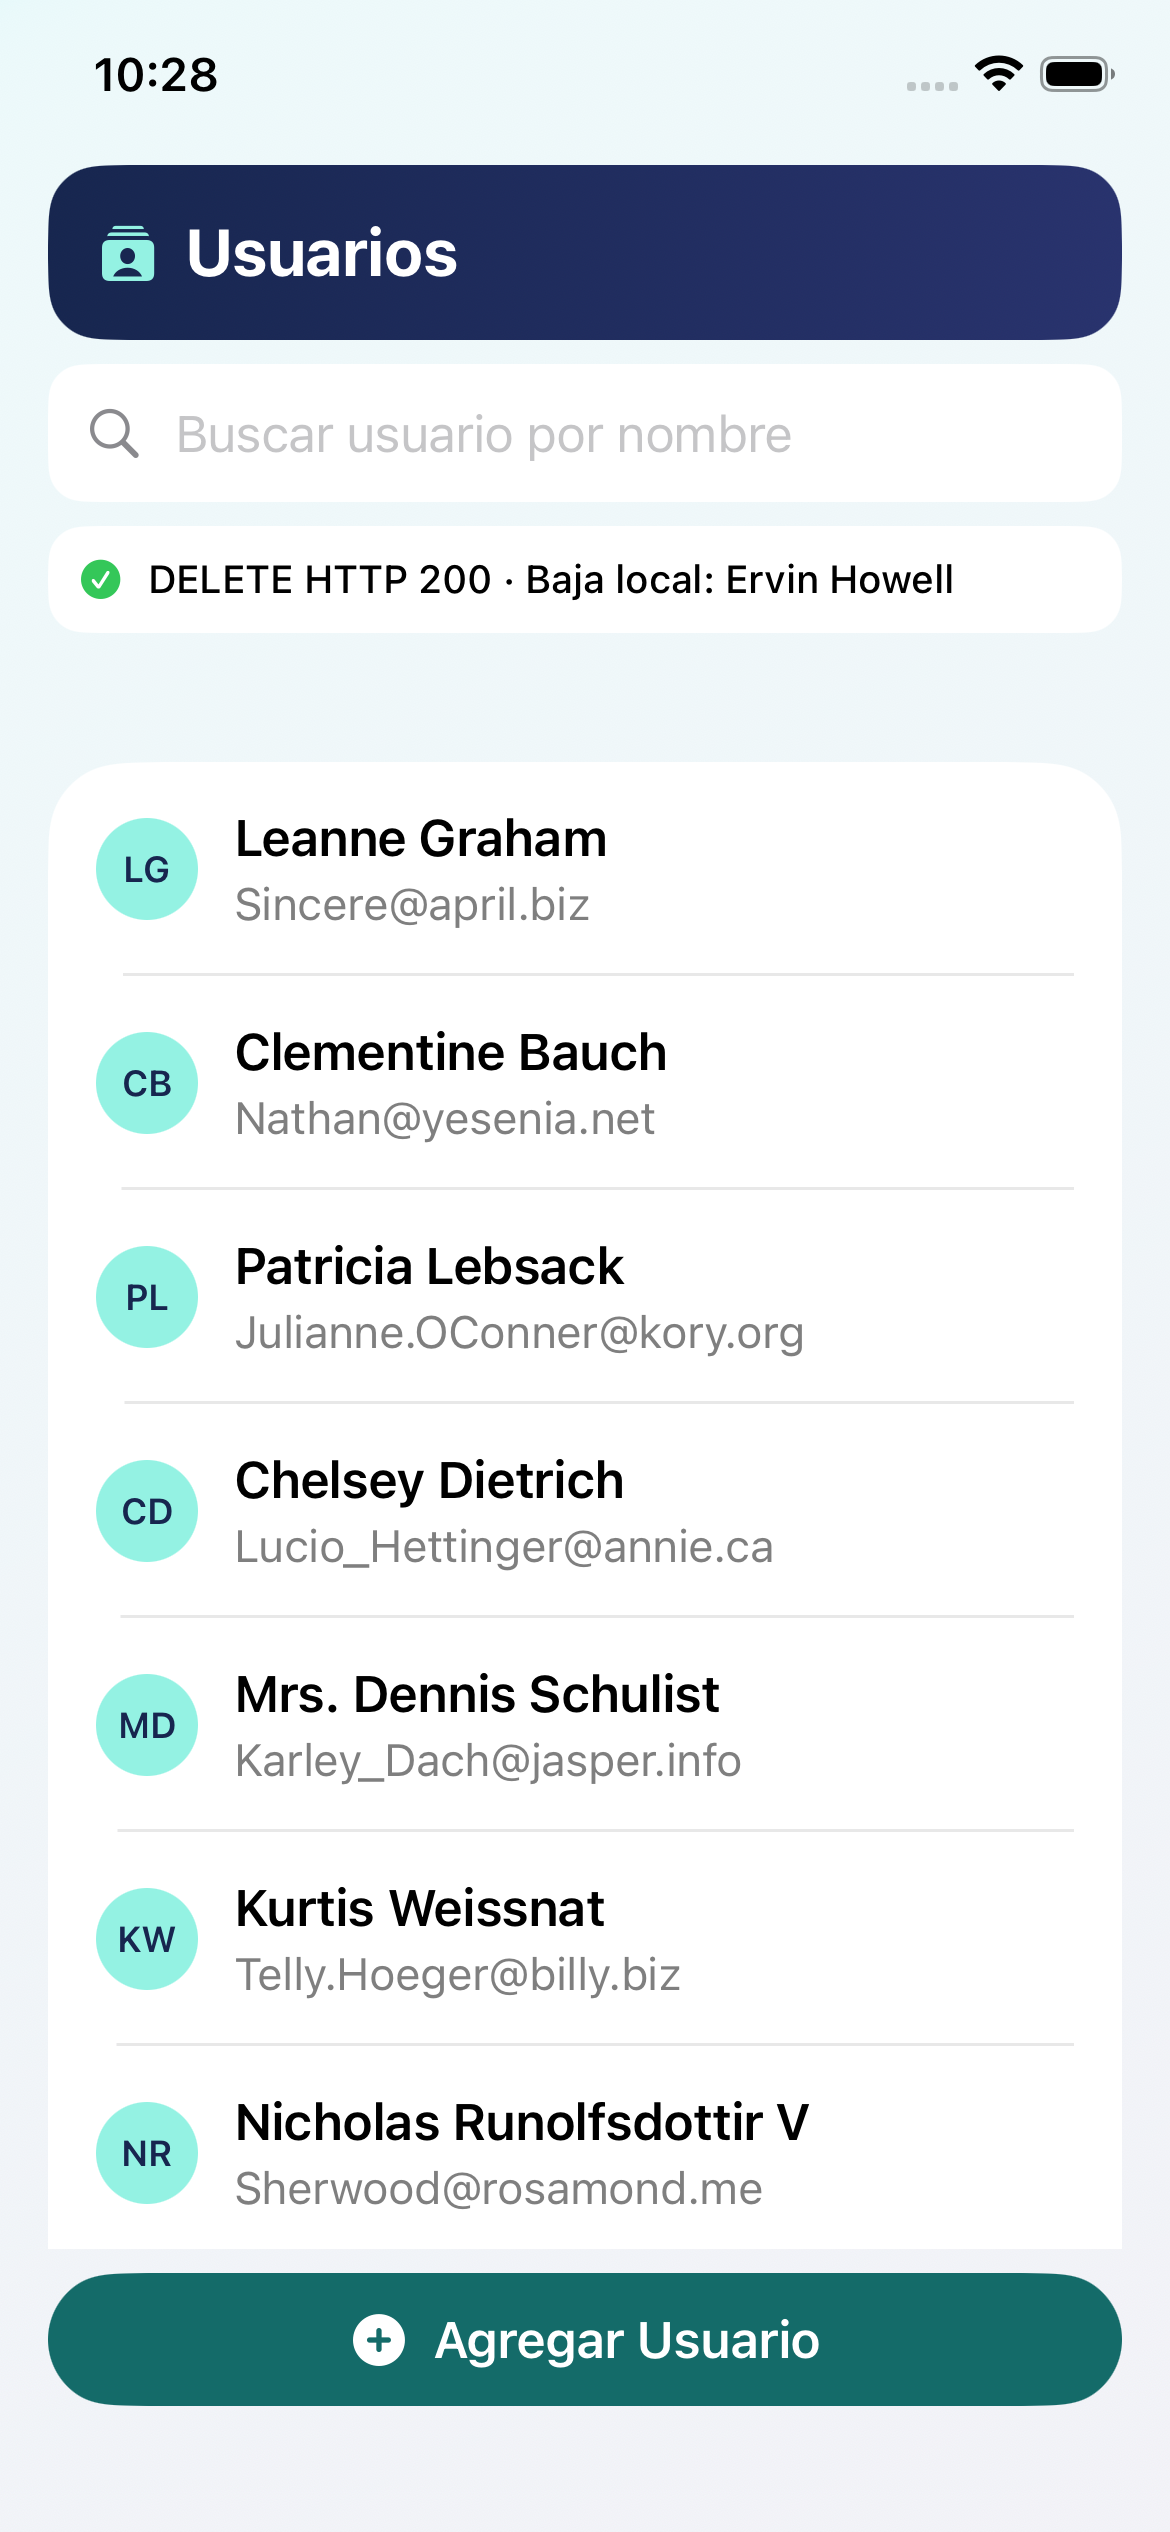 10:28
Usuarios
Buscar usuario por nombre
DELETE HTTP 200 · Baja local: Ervin Howell
LG
Leanne Graham
Sincere@april.biz
CB
Clementine Bauch
Nathan@yesenia.net
PL
Patricia Lebsack
Julianne.OConner@kory.org
CD
Chelsey Dietrich
Lucio_Hettinger@annie.ca
MD
Mrs. Dennis Schulist
Karley_Dach@jasper.info
KW
Kurtis Weissnat
Telly.Hoeger@billy.biz
NR
Nicholas Runolfsdottir V
Sherwood@rosamond.me
Agregar Usuario